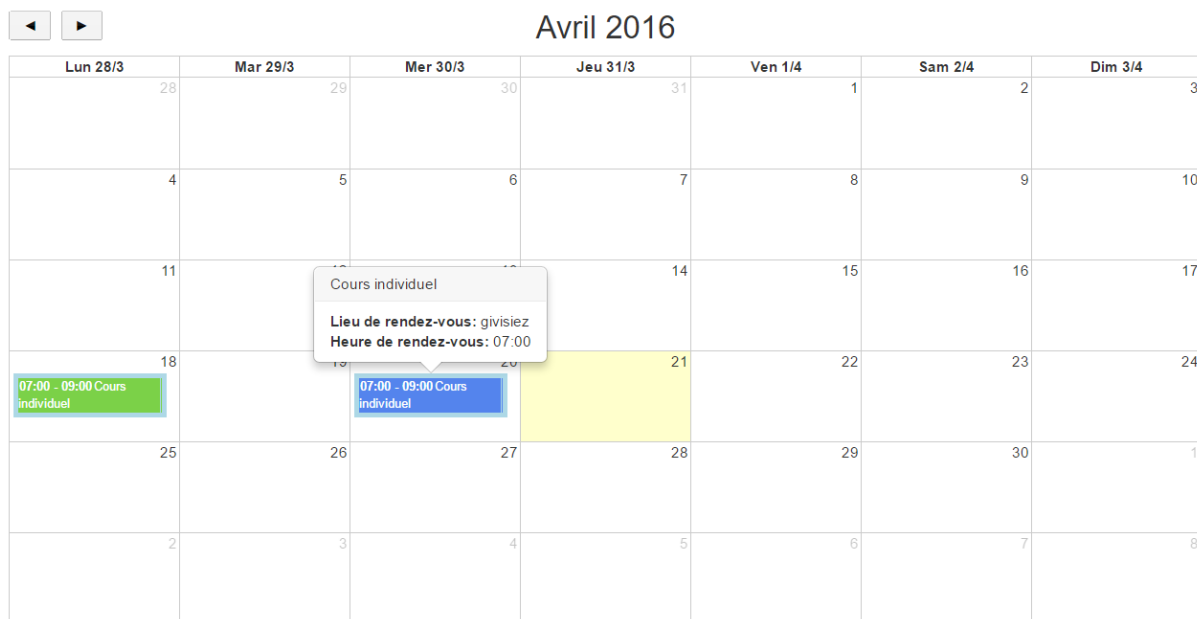 ◄ ► Avril 2016
Lun 28/3 Mar 29/3 Mer 30/3 Jeu 31/3 Ven 1/4 Sam 2/4 Dim 3/4
28 29 30 31 1 2 3
4 5 6 7 8 9 10
11 14 15 16 17
Cours individuel
Lieu de rendez-vous: givisiez
Heure de rendez-vous: 07:00
18 19 20 21 22 23 24
07:00 - 09:00 Cours
individuel
07:00 - 09:00 Cours
individuel
25 26 27 28 29 30 1
2 3 4 5 6 7 8